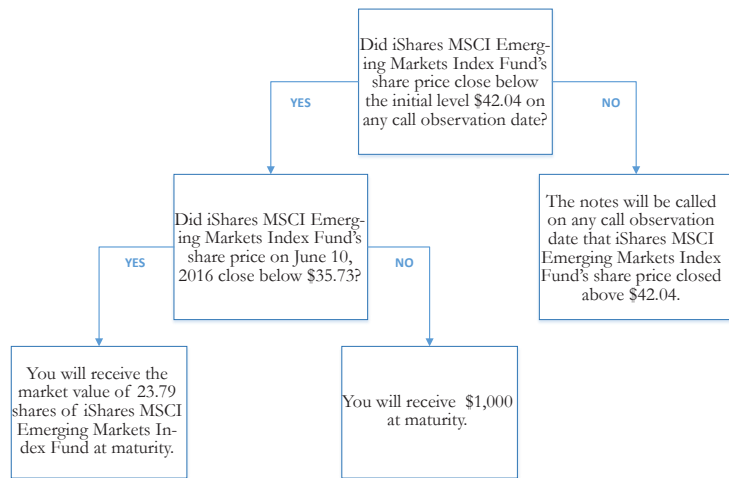 Did iShares MSCI Emerg-
ing Markets Index Fund's
share price close below
the initial level $42.04 on
any call observation date?
YES
NO
Did iShares MSCI Emerg-
ing Markets Index Fund's
share price on June 10,
2016 close below $35.73?
The notes will be called
on any call observation
date that iShares MSCI
Emerging Markets Index
Fund's share price closed
above $42.04.
YES
NO
You will receive the
market value of 23.79
shares of iShares MSCI
Emerging Markets In-
dex Fund at maturity.
You will receive $1,000
at maturity.